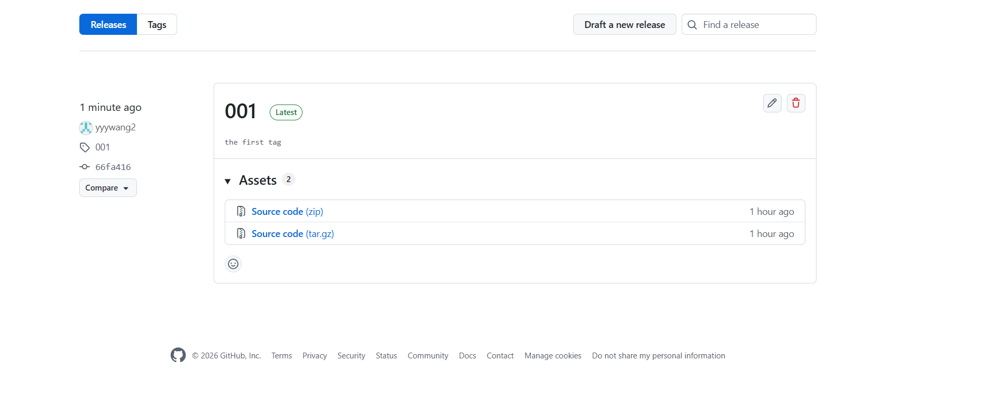 Releases Tags Draft a new release Find a release
1 minute ago
yyywang2
001
66fa416
Compare
001 Latest
the first tag
Assets 2
Source code (zip) 1 hour ago
Source code (tar.gz) 1 hour ago
© 2026 GitHub, Inc. Terms Privacy Security Status Community Docs Contact Manage cookies Do not share my personal information